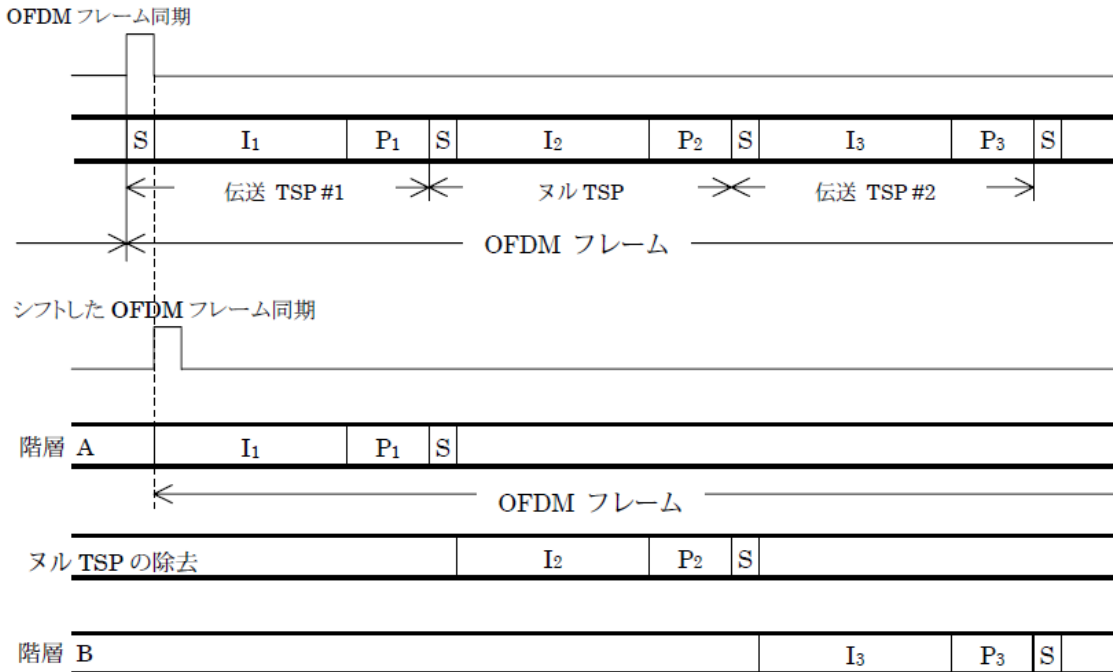 OFDM フレーム同期
S I₁ P₁ S I₂ P₂ S I₃ P₃ S
伝送 TSP #1 ヌル TSP 伝送 TSP #2
OFDM フレーム
シフトした OFDM フレーム同期
階層 A I₁ P₁ S
OFDM フレーム
ヌル TSP の除去 I₂ P₂ S
階層 B I₃ P₃ S